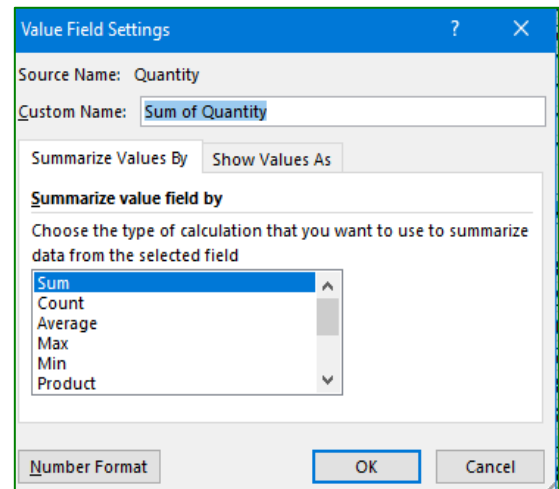 Value Field Settings ? ×
Source Name: Quantity
Custom Name: Sum of Quantity
Summarize Values By Show Values As
Summarize value field by
Choose the type of calculation that you want to use to summarize
data from the selected field
Sum
Count
Average
Max
Min
Product
Number Format OK Cancel